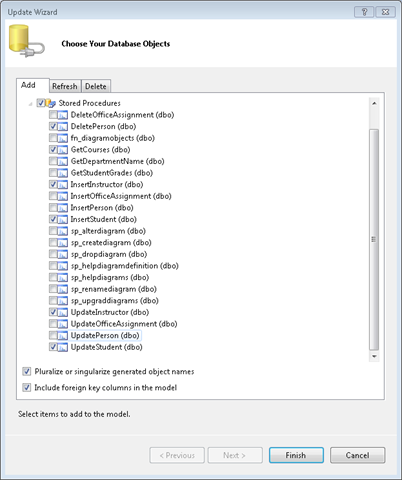 Update Wizard
Choose Your Database Objects
Add Refresh Delete
Stored Procedures
DeleteOfficeAssignment (dbo)
DeletePerson (dbo)
fn_diagramobjects (dbo)
GetCourses (dbo)
GetDepartmentName (dbo)
GetStudentGrades (dbo)
InsertInstructor (dbo)
InsertOfficeAssignment (dbo)
InsertPerson (dbo)
InsertStudent (dbo)
sp_alterdiagram (dbo)
sp_creatediagram (dbo)
sp_dropdiagram (dbo)
sp_helpdiagramdefinition (dbo)
sp_helpdiagrams (dbo)
sp_renamediagram (dbo)
sp_upgraddiagrams (dbo)
UpdateInstructor (dbo)
UpdateOfficeAssignment (dbo)
UpdatePerson (dbo)
UpdateStudent (dbo)
Pluralize or singularize generated object names
Include foreign key columns in the model
Select items to add to the model.
< Previous Next > Finish Cancel